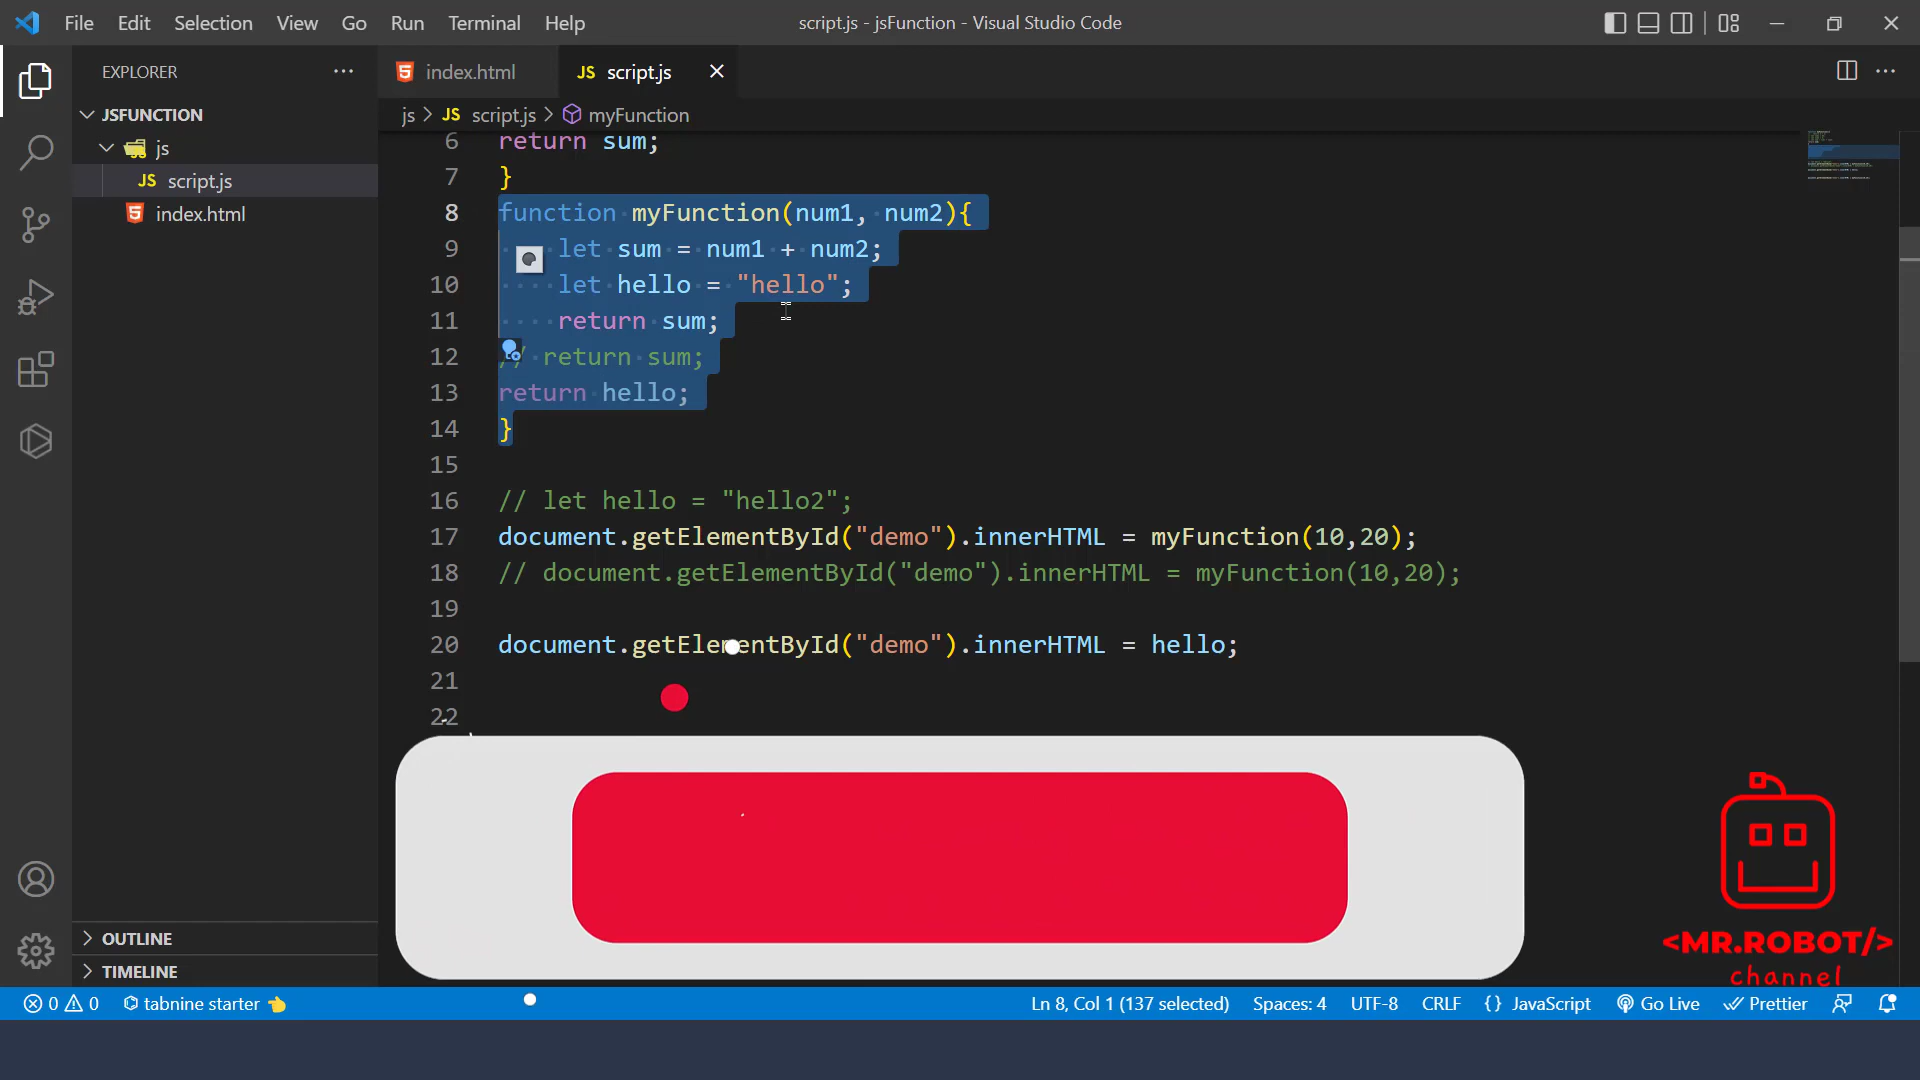 File Edit Selection View Go Run Terminal Help
script.js - jsFunction - Visual Studio Code
EXPLORER
JSFUNCTION
js
JS script.js
index.html
index.html
JS script.js
js > JS script.js > myFunction
6 return sum;
7 }
8 function myFunction(num1, num2){
9 let sum = num1 + num2;
10 let hello = "hello";
11 return sum;
12 // return sum;
13 return hello;
14 }
15
16 // let hello = "hello2";
17 document.getElementById("demo").innerHTML = myFunction(10,20);
18 // document.getElementById("demo").innerHTML = myFunction(10,20);
19
20 document.getElementById("demo").innerHTML = hello;
21
22
<MR.ROBOT/>
channel
OUTLINE
TIMELINE
0 0 tabnine starter
Ln 8, Col 1 (137 selected) Spaces: 4 UTF-8 CRLF {} JavaScript Go Live Prettier